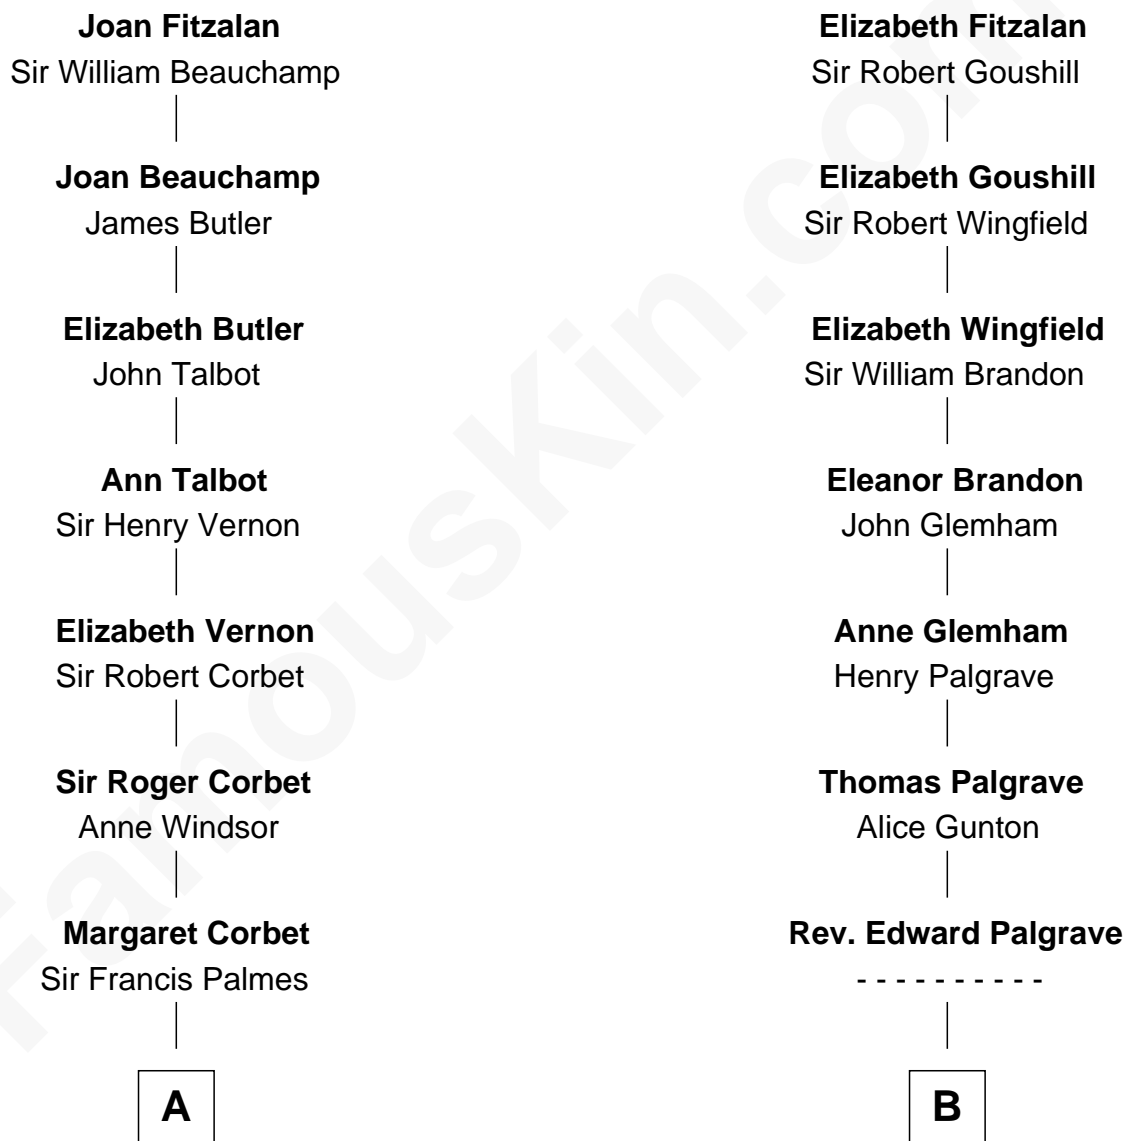 Joan Fitzalan
Sir William Beauchamp
Joan Beauchamp
James Butler
Elizabeth Butler
John Talbot
Ann Talbot
Sir Henry Vernon
Elizabeth Vernon
Sir Robert Corbet
Sir Roger Corbet
Anne Windsor
Margaret Corbet
Sir Francis Palmes
A
Elizabeth Fitzalan
Sir Robert Goushill
Elizabeth Goushill
Sir Robert Wingfield
Elizabeth Wingfield
Sir William Brandon
Eleanor Brandon
John Glemham
Anne Glemham
Henry Palgrave
Thomas Palgrave
Alice Gunton
Rev. Edward Palgrave
- - - - - - - - - -
B
FamousKin.com